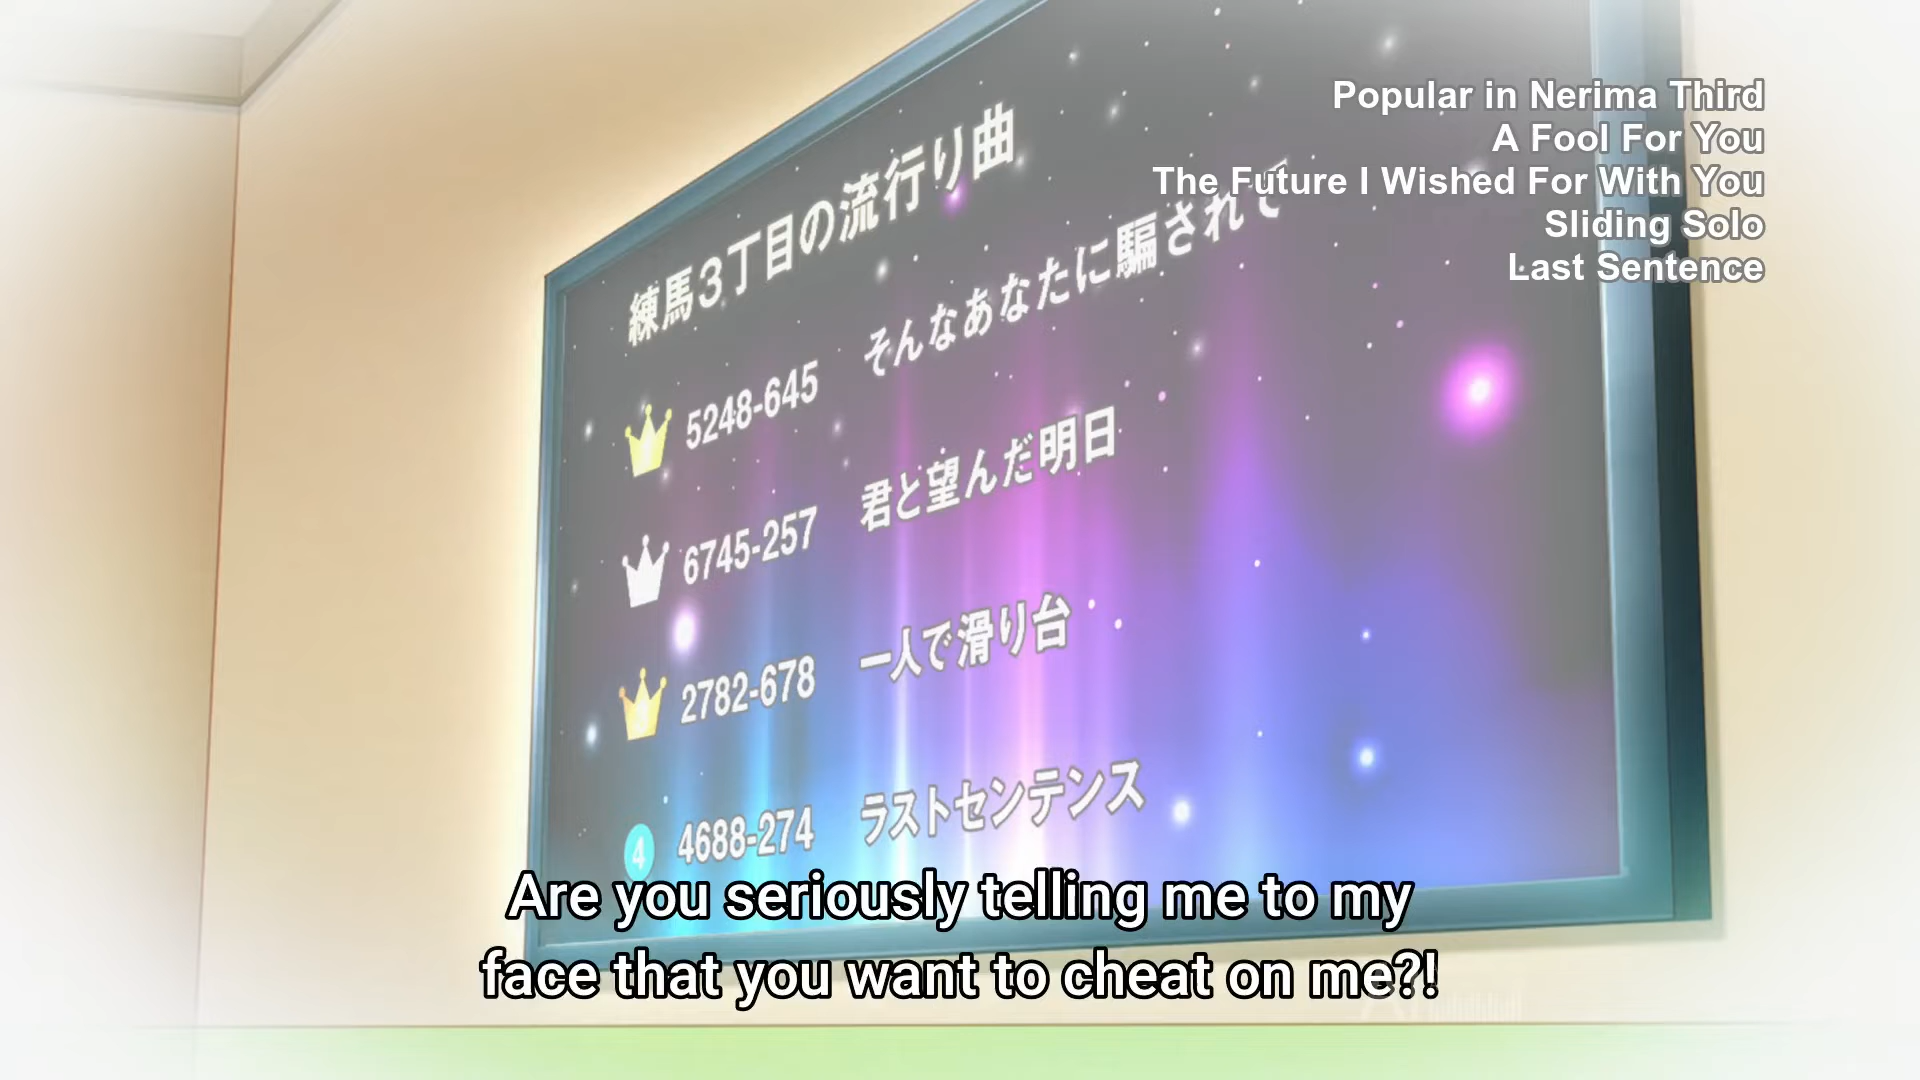 Popular in Nerima Third
A Fool For You
The Future I Wished For With You
Sliding Solo
Last Sentence
練馬3丁目の流行り曲
5248-645 そんなあなたに騙されて
6745-257 君と望んだ明日
2782-678 一人で滑り台
4 4688-274 ラストセンテンス
Are you seriously telling me to my
face that you want to cheat on me?!